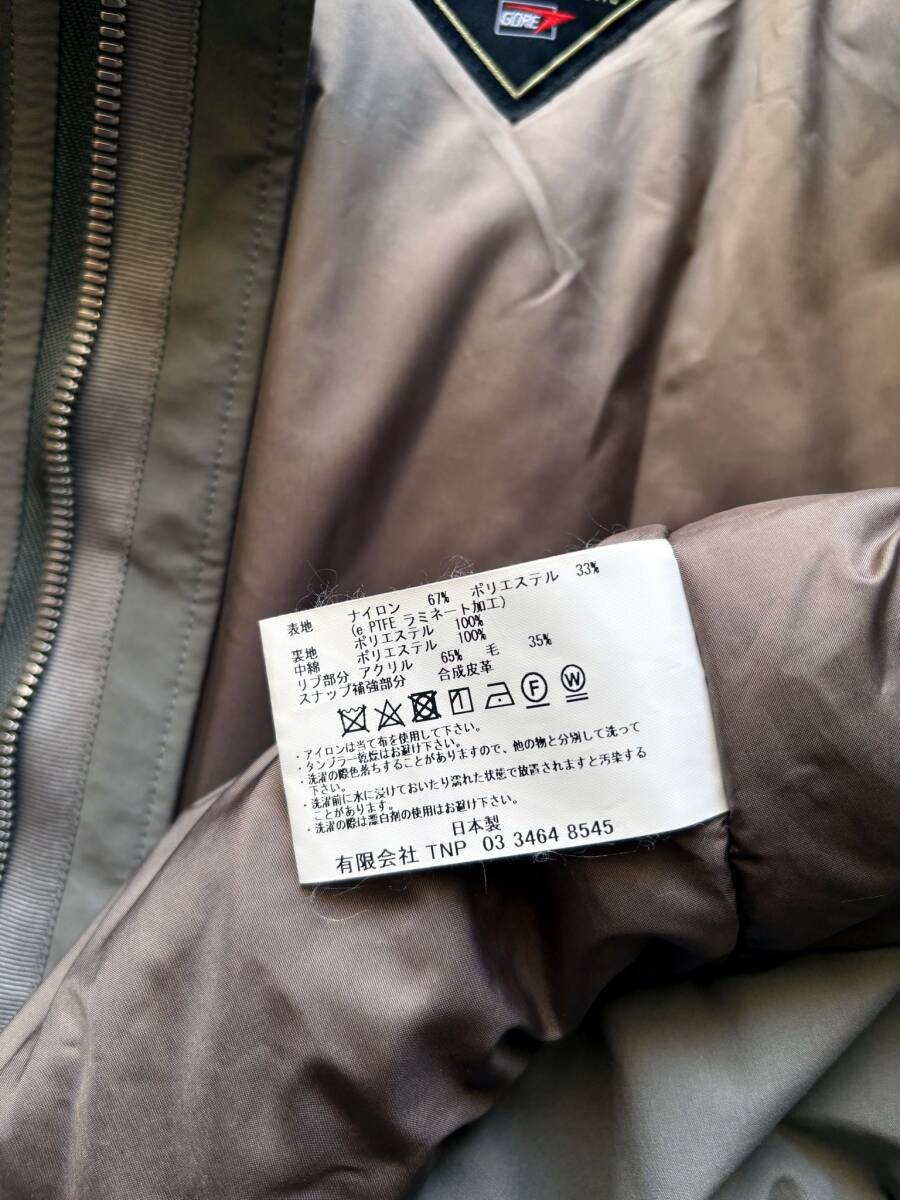 GORE
表地 ナイロン 67% ポリエステル 33%
(e PTFE ラミネート加工)
裏地 ポリエステル 100%
中綿 ポリエステル 100%
リブ部分 アクリル 65% 毛 35%
スナップ補強部分 合成皮革
F W
・アイロンは当て布を使用して下さい。
・タンブラー乾燥はお避け下さい。
・洗濯の際色落ちすることがありますので、他の物と分別して洗って
下さい。
・洗濯前に水に浸けておいたり濡れた状態で放置されますと汚染する
ことがあります。
・洗濯の際は漂白剤の使用はお避け下さい。
日本製
有限会社 TNP 03 3464 8545